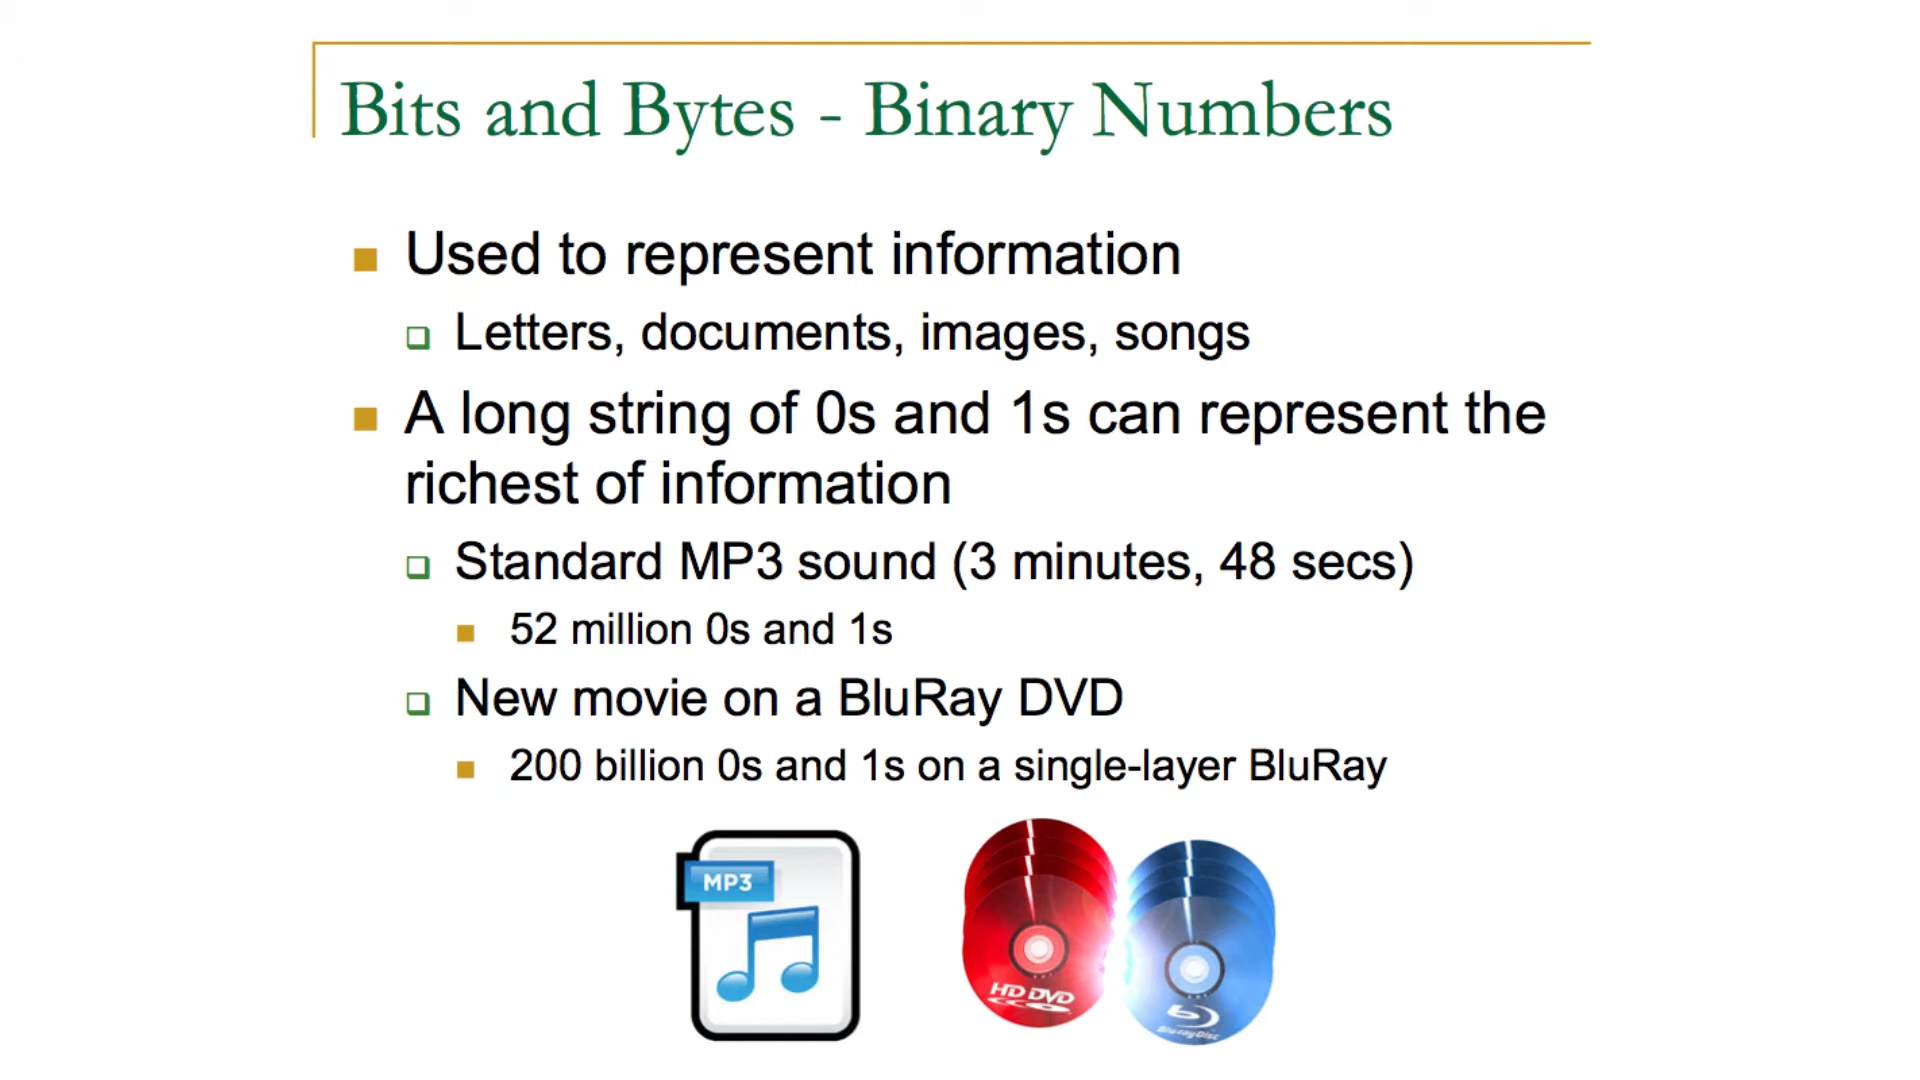 Bits and Bytes - Binary Numbers
Used to represent information
Letters, documents, images, songs
A long string of 0s and 1s can represent the
richest of information
Standard MP3 sound (3 minutes, 48 secs)
52 million 0s and 1s
New movie on a BluRay DVD
200 billion 0s and 1s on a single-layer BluRay
MP3
HD DVD
Blu-ray Disc